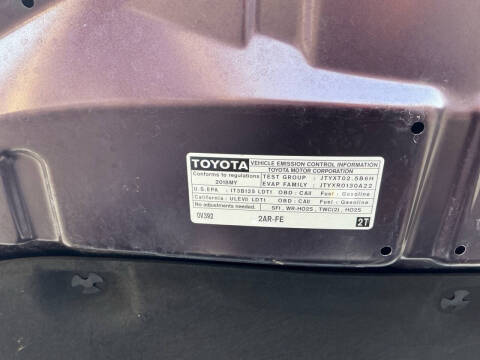 TOYOTA VEHICLE EMISSION CONTROL INFORMATION
TOYOTA MOTOR CORPORATION
Conforms to regulations
2018MY
TEST GROUP : JTYXT02.5B6H
EVAP FAMILY : JTYXR0130A22
U.S.EPA : IT3B125 LDT1 OBD : CAII Fuel : Gasoline
California : ULEVII LDT1 OBD : CAII Fuel : Gasoline
No adjustments needed. SFI, WR-HO2S, TWC(2), HO2S
0V392 2AR-FE 2T